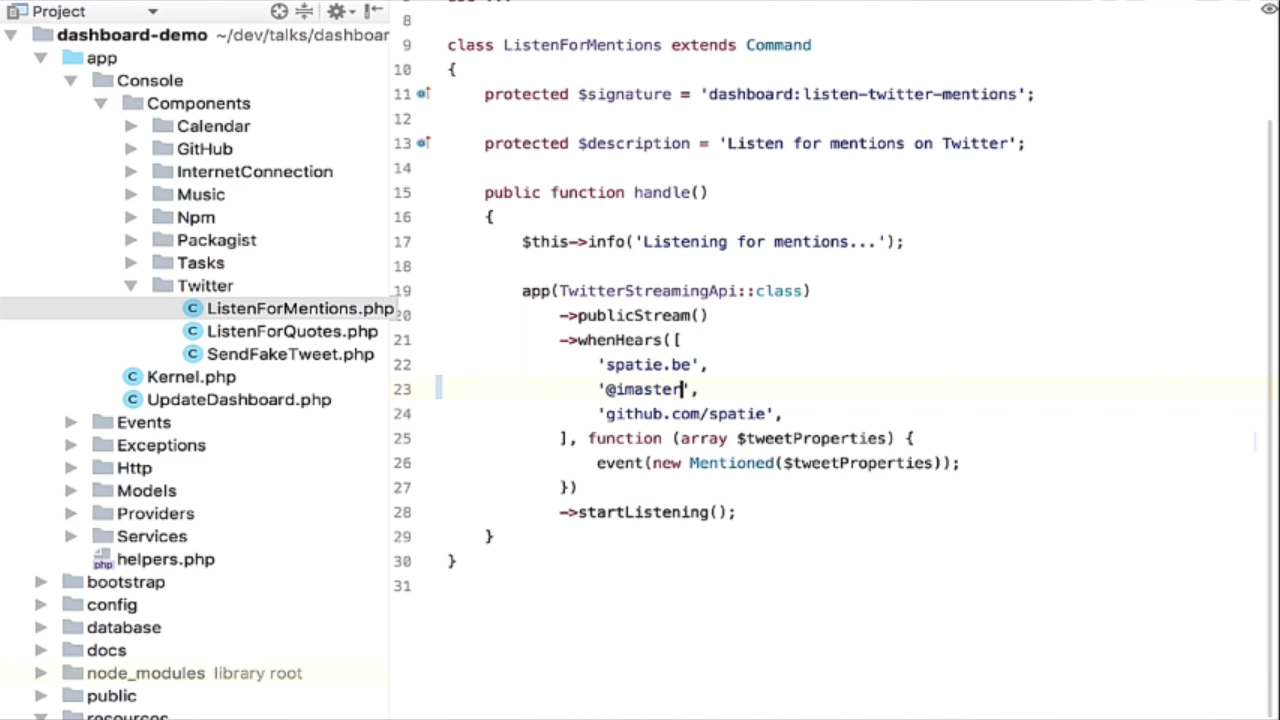 Project
dashboard-demo ~/dev/talks/dashboar
app
Console
Components
Calendar
GitHub
InternetConnection
Music
Npm
Packagist
Tasks
Twitter
C ListenForMentions.php
C ListenForQuotes.php
C SendFakeTweet.php
C Kernel.php
C UpdateDashboard.php
Events
Exceptions
Http
Models
Providers
Services
php helpers.php
bootstrap
config
database
docs
node_modules library root
public
resources
8
9 class ListenForMentions extends Command
10 {
11 protected $signature = 'dashboard:listen-twitter-mentions';
12
13 protected $description = 'Listen for mentions on Twitter';
14
15 public function handle()
16 {
17 $this->info('Listening for mentions...');
18
19 app(TwitterStreamingApi::class)
20 ->publicStream()
21 ->whenHears([
22 'spatie.be',
23 '@imaster',
24 'github.com/spatie',
25 ], function (array $tweetProperties) {
26 event(new Mentioned($tweetProperties));
27 })
28 ->startListening();
29 }
30 }
31